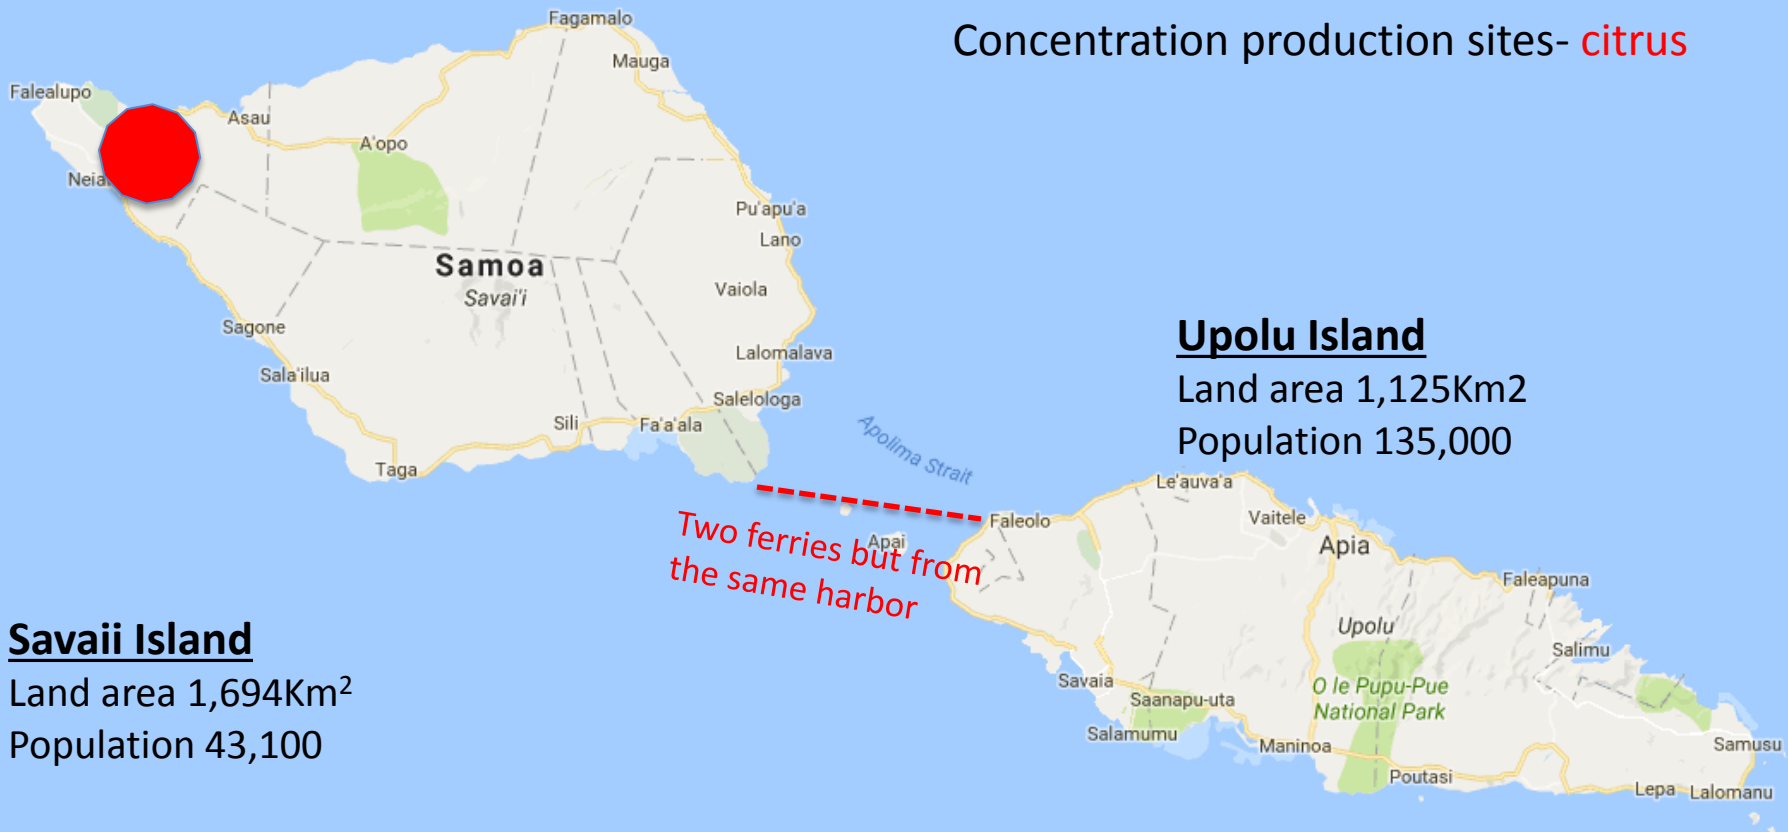 Concentration production sites- citrus
Fagamalo
Mauga
Falealupo
Asau
A'opo
Neia
Pu'apu'a
Lano
Samoa
Savai'i
Vaiola
Sagone
Lalomalava
Sala'ilua
Salelologa
Sili
Fa'a'ala
Taga
Apolima Strait
Upolu Island
Land area 1,125Km2
Population 135,000
Le'auva'a
Faleolo
Vaitele
Apia
Apai
Two ferries but from
the same harbor
Faleapuna
Upolu
Salimu
Savaia
Saanapu-uta
O le Pupu-Pue
National Park
Salamumu
Maninoa
Samusu
Poutasi
Lepa
Lalomanu
Savaii Island
Land area 1,694Km²
Population 43,100